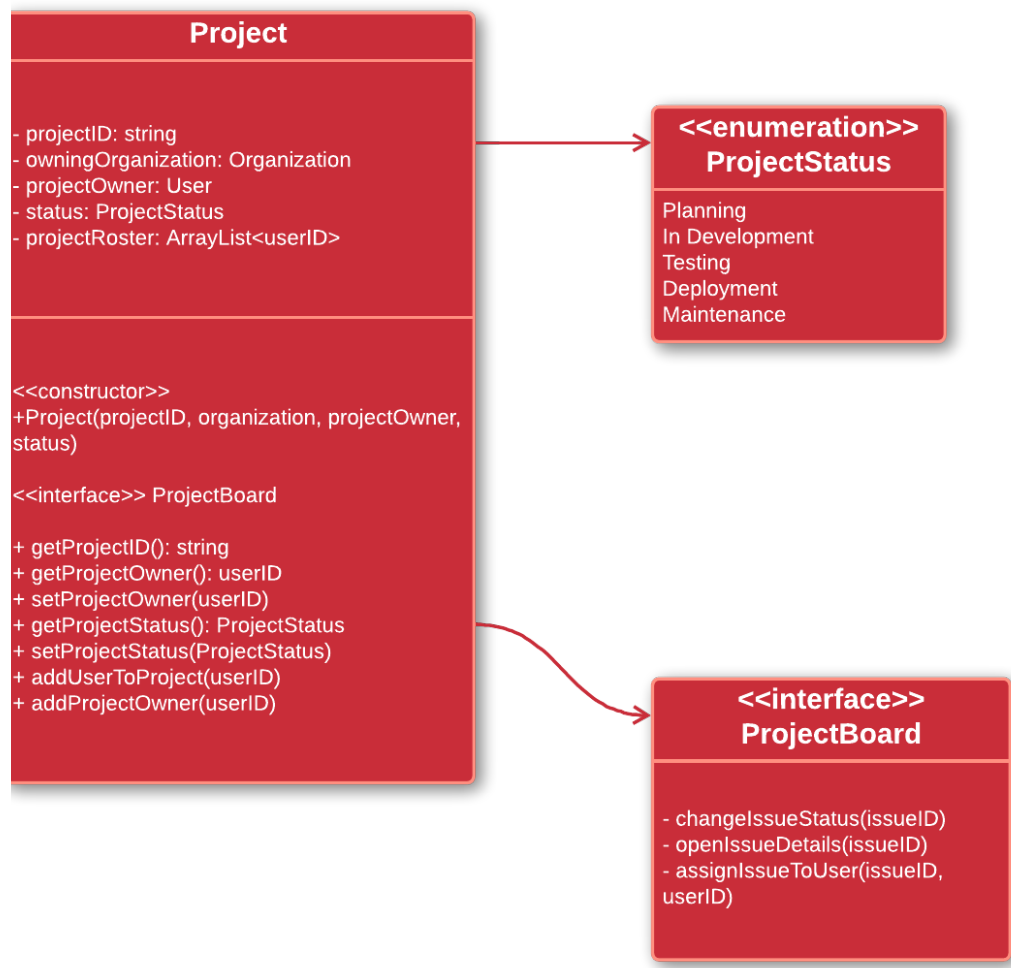 Project
- projectID: string
- owningOrganization: Organization
- projectOwner: User
- status: ProjectStatus
- projectRoster: ArrayList<userID>
<<constructor>>
+Project(projectID, organization, projectOwner,
status)
<<interface>> ProjectBoard
+ getProjectID(): string
+ getProjectOwner(): userID
+ setProjectOwner(userID)
+ getProjectStatus(): ProjectStatus
+ setProjectStatus(ProjectStatus)
+ addUserToProject(userID)
+ addProjectOwner(userID)
<<enumeration>>
ProjectStatus
Planning
In Development
Testing
Deployment
Maintenance
<<interface>>
ProjectBoard
- changeIssueStatus(issueID)
- openIssueDetails(issueID)
- assignIssueToUser(issueID,
userID)